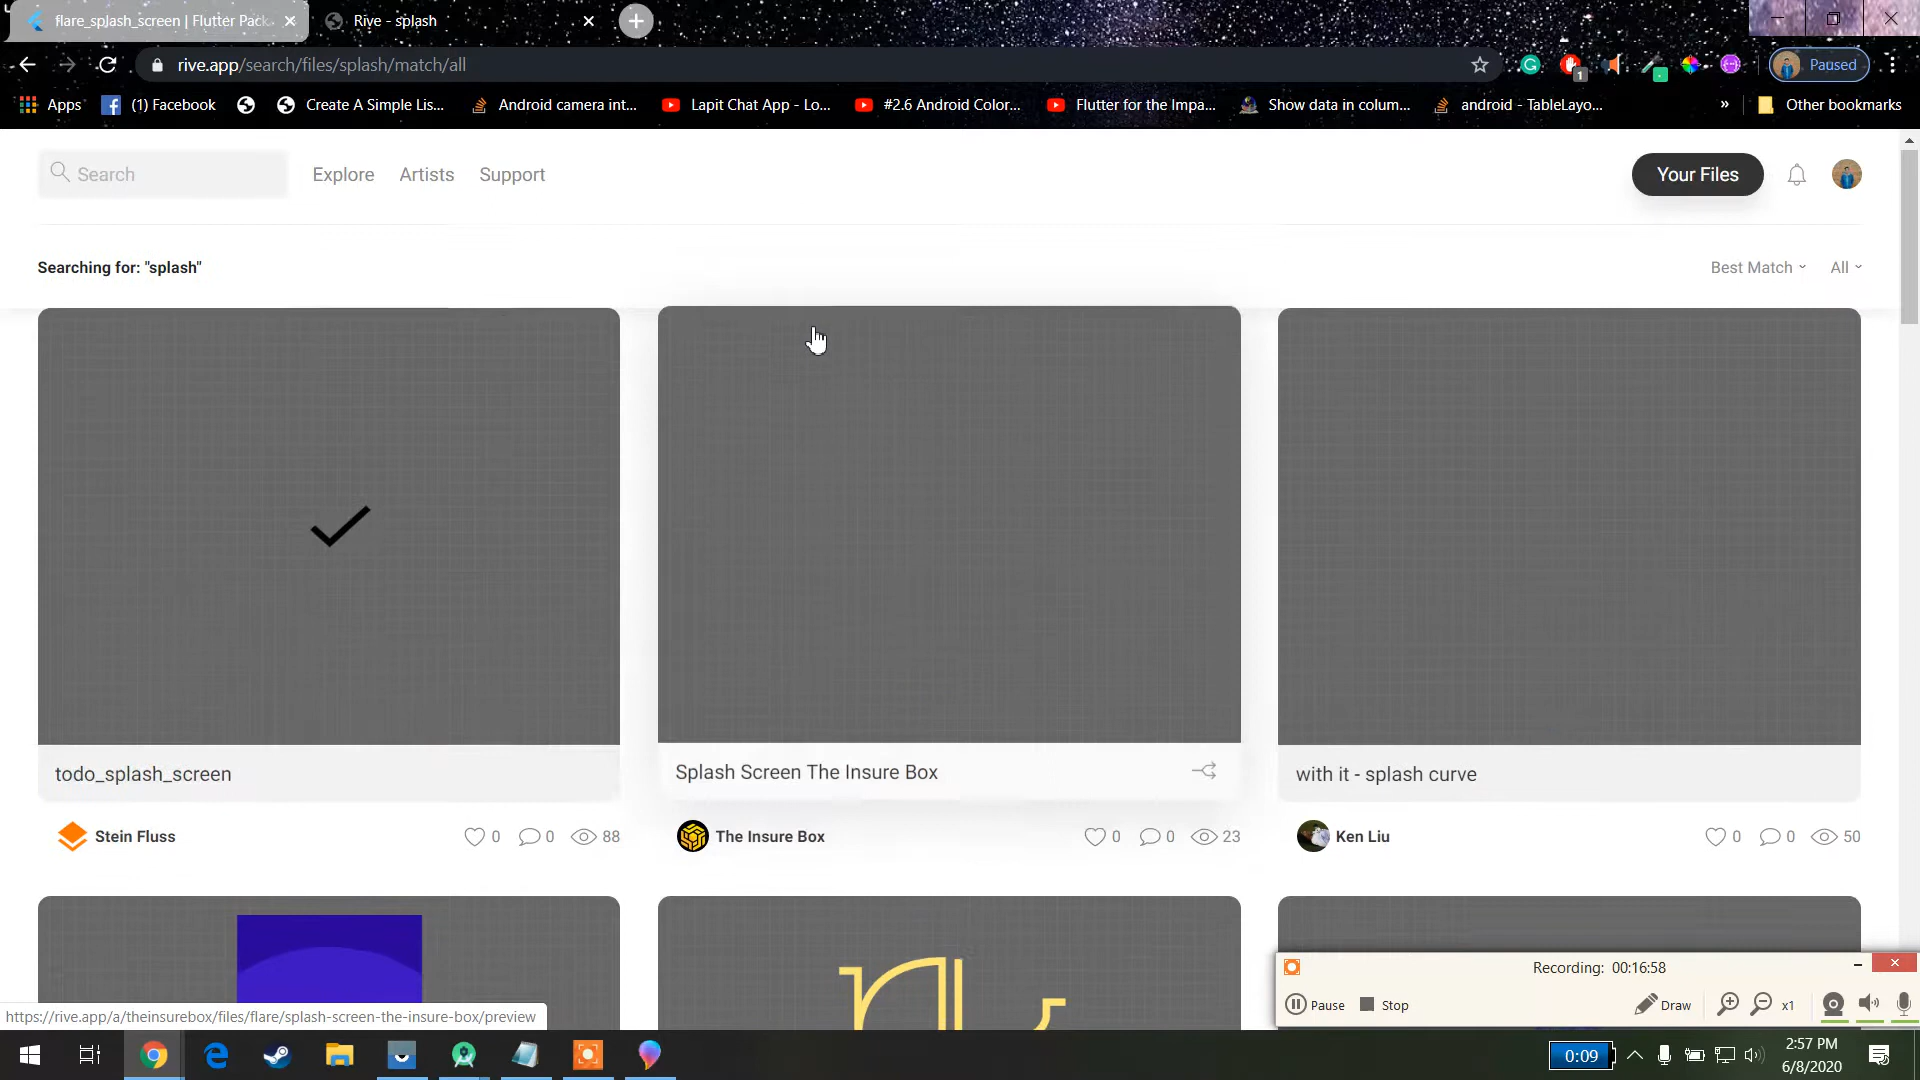 flare_splash_screen | Flutter Pack
Rive - splash
rive.app/search/files/splash/match/all
1
Paused
Apps
(1) Facebook
Create A Simple Lis...
Android camera int...
Lapit Chat App - Lo...
#2.6 Android Color...
Flutter for the Impa...
Show data in colum...
android - TableLayo...
»
Other bookmarks
Search
Explore
Artists
Support
Your Files
Searching for: "splash"
Best Match
All
todo_splash_screen
Splash Screen The Insure Box
with it - splash curve
Stein Fluss
0
0
88
The Insure Box
0
0
23
Ken Liu
0
0
50
https://rive.app/a/theinsurebox/files/flare/splash-screen-the-insure-box/preview
Recording: 00:16:58
Pause
Stop
Draw
x1
0:09
2:57 PM
6/8/2020